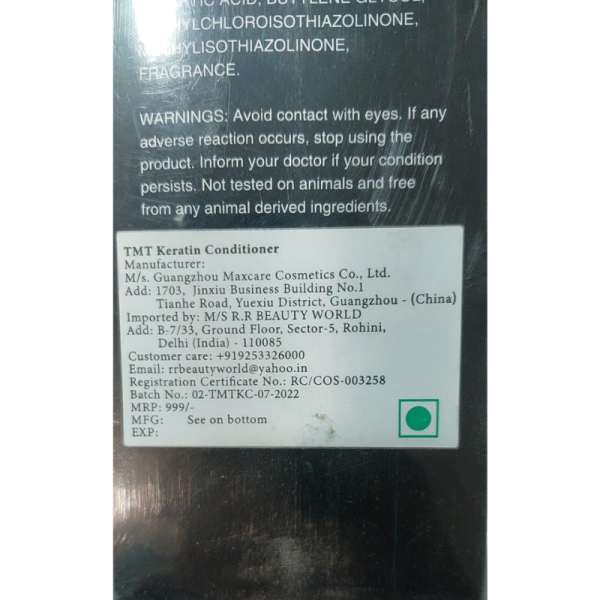 ACID, BUTYLENE GLYCOL,
METHYLCHLOROISOTHIAZOLINONE,
METHYLISOTHIAZOLINONE,
FRAGRANCE.
WARNINGS: Avoid contact with eyes. If any
adverse reaction occurs, stop using the
product. Inform your doctor if your condition
persists. Not tested on animals and free
from any animal derived ingredients.
TMT Keratin Conditioner
Manufacturer:
M/s. Guangzhou Maxcare Cosmetics Co., Ltd.
Add: 1703, Jinxiu Business Building No.1
Tianhe Road, Yuexiu District, Guangzhou - (China)
Imported by: M/S R.R BEAUTY WORLD
Add: B-7/33, Ground Floor, Sector-5, Rohini,
Delhi (India) - 110085
Customer care: +919253326000
Email: rrbeautyworld@yahoo.in
Registration Certificate No.: RC/COS-003258
Batch No.: 02-TMTKC-07-2022
MRP: 999/-
MFG: See on bottom
EXP: